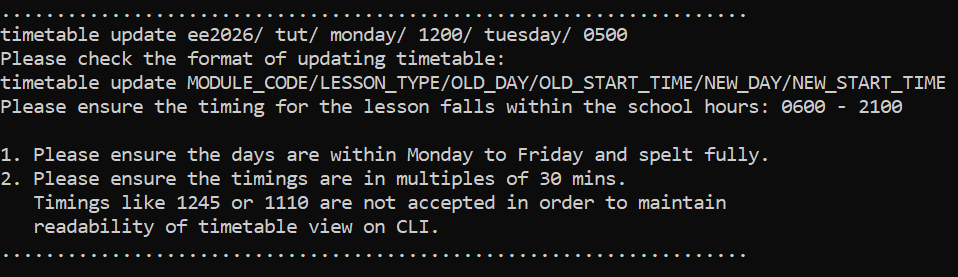 ..............................................................
timetable update ee2026/ tut/ monday/ 1200/ tuesday/ 0500
Please check the format of updating timetable:
timetable update MODULE_CODE/LESSON_TYPE/OLD_DAY/OLD_START_TIME/NEW_DAY/NEW_START_TIME
Please ensure the timing for the lesson falls within the school hours: 0600 - 2100
1. Please ensure the days are within Monday to Friday and spelt fully.
2. Please ensure the timings are in multiples of 30 mins.
Timings like 1245 or 1110 are not accepted in order to maintain
readability of timetable view on CLI.
..............................................................